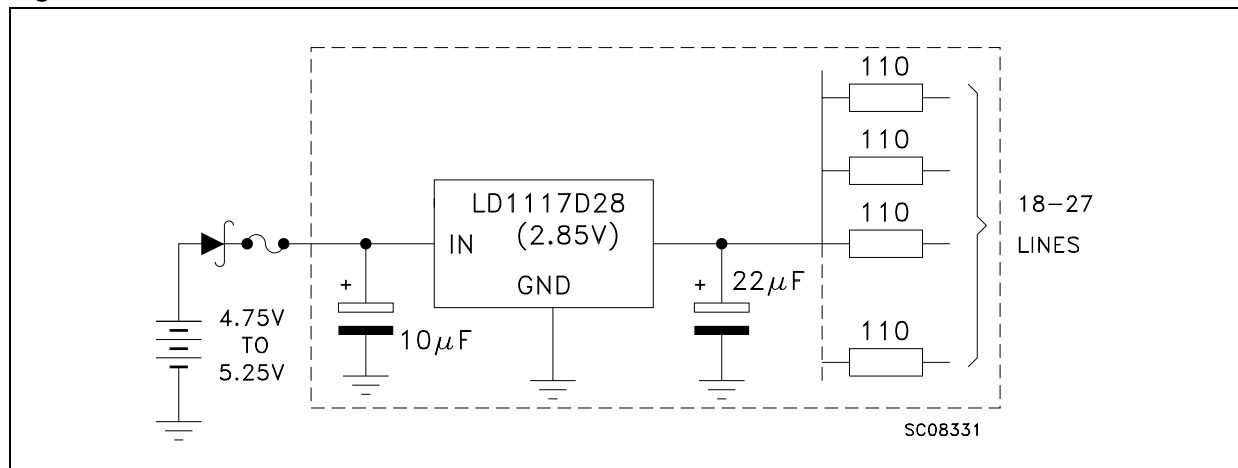 110
110
LD1117D28
(2.85V)
110
18-27
LINES
IN
GND
+
+
22μF
10μF
110
4.75V
TO
5.25V
SC08331